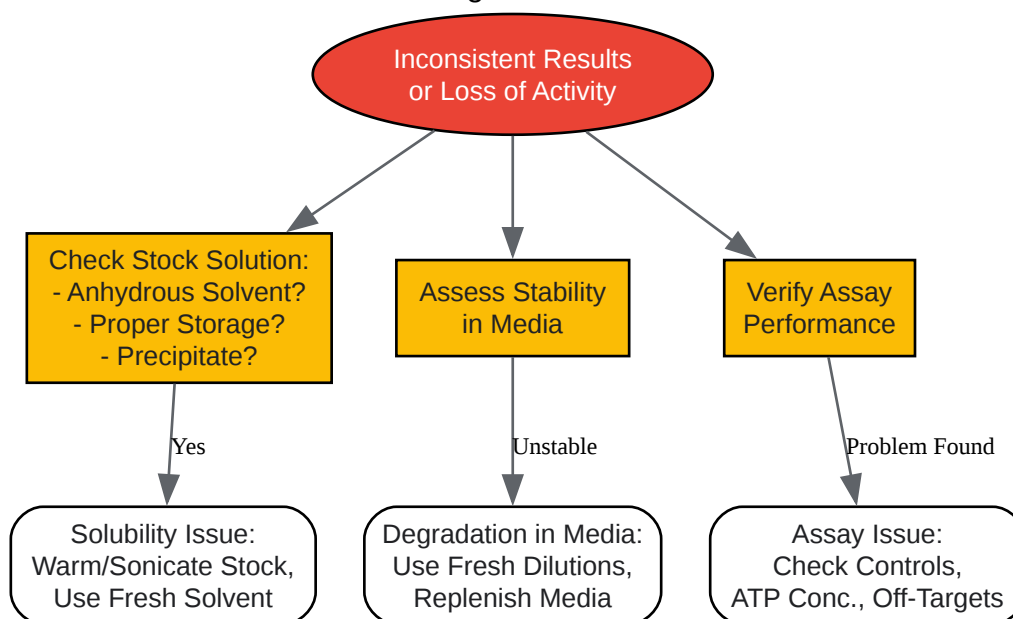 Inconsistent Results
or Loss of Activity
Check Stock Solution:
- Anhydrous Solvent?
- Proper Storage?
- Precipitate?
Assess Stability
in Media
Verify Assay
Performance
Yes
Unstable
Problem Found
Solubility Issue:
Warm/Sonicate Stock,
Use Fresh Solvent
Degradation in Media:
Use Fresh Dilutions,
Replenish Media
Assay Issue:
Check Controls,
ATP Conc., Off-Targets